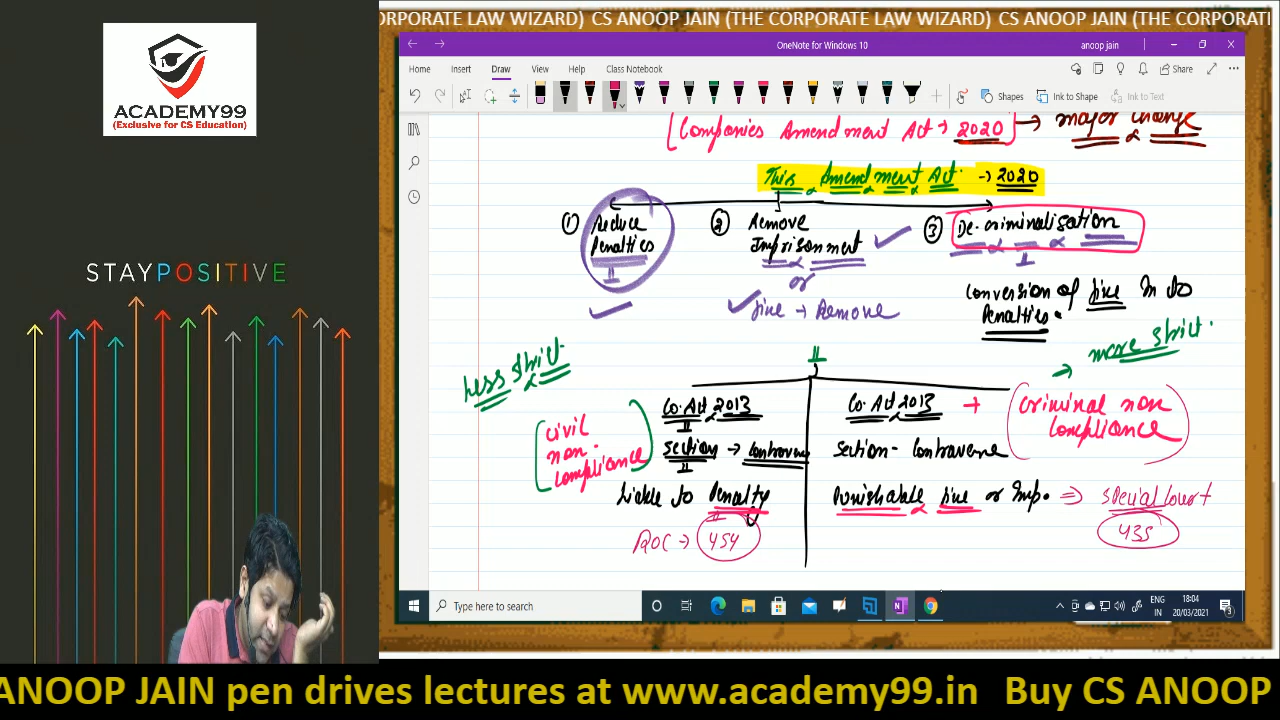 ORPORATE LAW WIZARD) CS ANOOP JAIN (THE CORPORATE LAW WIZARD) CS ANOOP JAIN (THE CORPORATI
ACADEMY99
(Exclusive for CS Education)
STAYPOSITIVE
OneNote for Windows 10
anoop jain
Home Insert Draw View Help Class Notebook
Share
Shapes
Ink to Shape
Ink to Text
Companies Amendment Act → 2020 → major change
This Amendment Act → 2020
① Reduce Penalties
② Remove Imprisonment
or
fine → Remove
③ De-criminalisation
Conversion of fine In to
Penalties.
Less strict
→ more strict.
Co. Act 2013
civil non-compliance
Section → Contravene
Liable to Penalty
ROC → 454
Co. Act 2013 → Criminal non Compliance
Section - Contravene
Punishable fine or Imp. ⇒ Special Court
435
Type here to search
ENG
IN
18:04
20/03/2021
3
ANOOP JAIN pen drives lectures at www.academy99.in Buy CS ANOOP